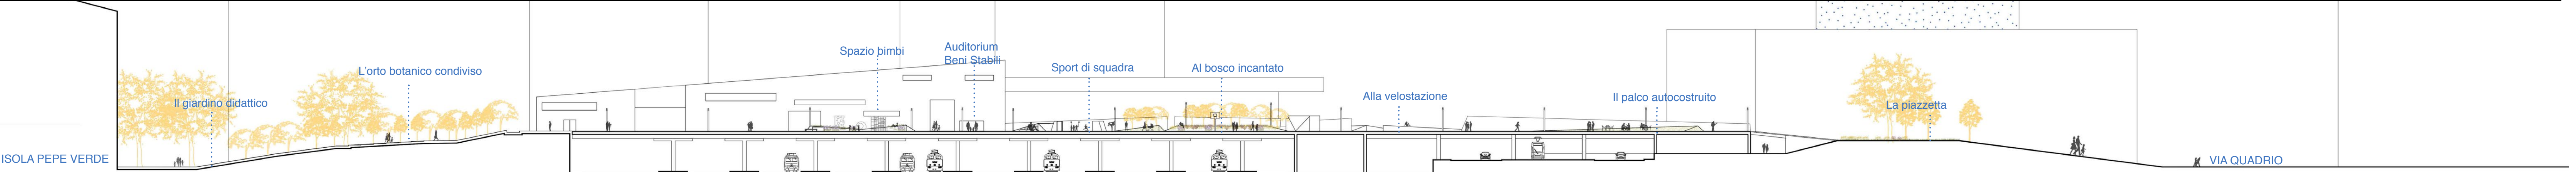 ISOLA PEPE VERDE
Il giardino didattico
L'orto botanico condiviso
Spazio bimbi
Auditorium
Beni Stabili
Sport di squadra
Al bosco incantato
Alla velostazione
Il palco autocostruito
La piazzetta
VIA QUADRIO